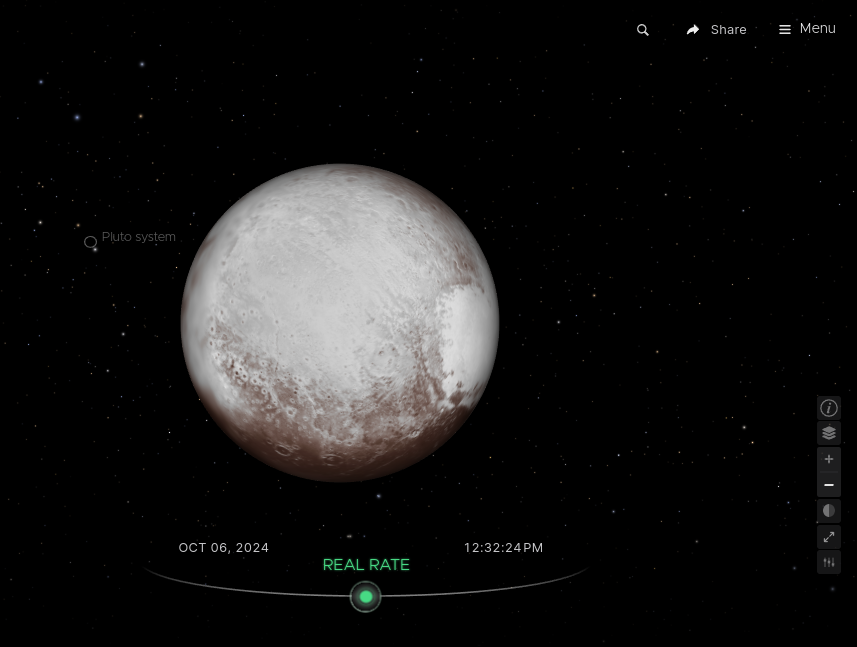 Share
Menu
Pluto system
OCT 06, 2024
12:32:24PM
REAL RATE